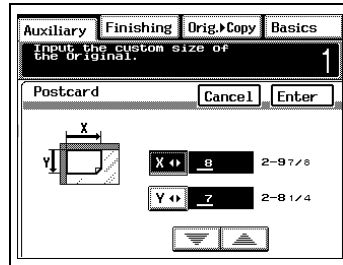 Auxiliary Finishing Orig.▸Copy Basics
Input the custom size of
the Original.
1
Postcard Cancel Enter
X
Y
X ◂▸ 8 2-9 7/8
Y ◂▸ 7 2-8 1/4